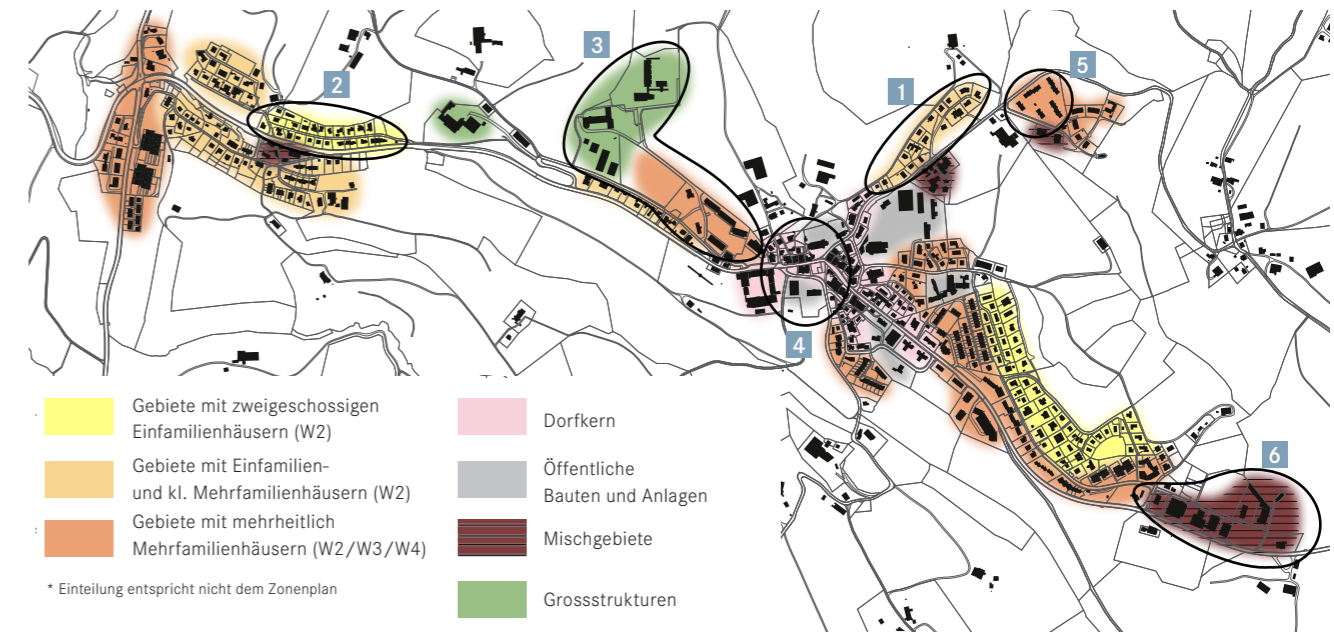 3
5
2
1
4
6
Gebiete mit zweigeschossigen
Einfamilienhäusern (W2)
Gebiete mit Einfamilien-
und kl. Mehrfamilienhäusern (W2)
Gebiete mit mehrheitlich
Mehrfamilienhäusern (W2/W3/W4)
* Einteilung entspricht nicht dem Zonenplan
Dorfkern
Öffentliche
Bauten und Anlagen
Mischgebiete
Grossstrukturen